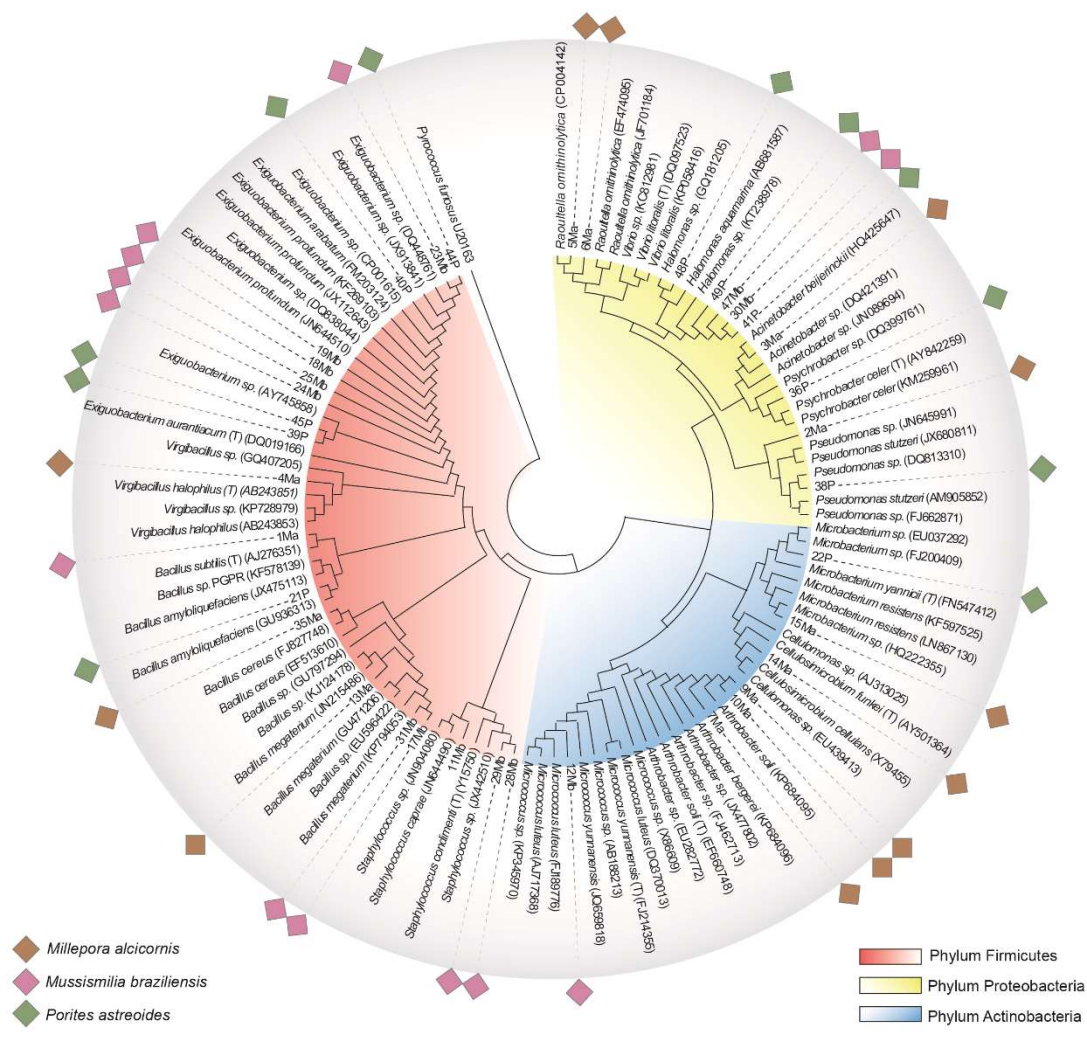 Raoultella ornithinolytica (CP004142)
5Ma
6Ma
Raoultella ornithinolytica (EF474095)
Raoultella ornithinolytica (JF701184)
Vibrio sp. (KC812981)
Vibrio litoralis (T) (DQ097523)
Vibrio litoralis (KP058416)
Halomonas sp. (GQ181205)
48P
Halomonas aquamarina (AB681587)
Halomonas sp. (KT238978)
49P
47Mb
30Mb
41P
Acinetobacter beijerinckii (HQ425647)
3Ma
Acinetobacter sp. (DQ421391)
Acinetobacter sp. (JN089694)
Psychrobacter sp. (DQ399761)
36P
Psychrobacter celer (T) (AY842259)
Psychrobacter celer (KM259961)
2Ma
Pseudomonas sp. (JN645991)
Pseudomonas stutzeri (JX680811)
Pseudomonas sp. (DQ813310)
38P
Pseudomonas stutzeri (AM905852)
Pseudomonas sp. (FJ662871)
Microbacterium sp. (EU037292)
Microbacterium sp. (FJ200409)
22P
Microbacterium yannicii (T) (FN547412)
Microbacterium resistens (KF597525)
Microbacterium resistens (LN867130)
Microbacterium sp. (HQ222355)
15Ma
Cellulomonas sp. (AJ313025)
Cellulosimicrobium funkei (T) (AY501364)
14Ma
Cellulosimicrobium cellulans (X79455)
Cellulomonas sp. (EU439413)
9Ma
10Ma
Arthrobacter soli (KP684095)
7Ma
Arthrobacter bergerei (KP684096)
Arthrobacter sp. (JX477802)
Arthrobacter soli (T) (EF660748)
Arthrobacter sp. (FJ462713)
Arthrobacter sp. (EU282772)
Micrococcus sp. (X86609)
Micrococcus luteus (DQ370013)
Micrococcus yunnanensis (T) (FJ214355)
Micrococcus sp. (AB188213)
Micrococcus yunnanensis (JQ659818)
12Mb
Micrococcus luteus (FJ189776)
Micrococcus luteus (AJ717368)
Micrococcus sp. (KP345970)
28Mb
29Mb
Staphylococcus sp. (JX442510)
11Mb
Staphylococcus condimenti (T) (Y15750)
Staphylococcus caprae (JN644490)
Staphylococcus sp. (JN904080)
17Mb
31Mb
Bacillus megaterium (KP794063)
Bacillus sp. (EU596422)
Bacillus megaterium (GU471206)
13Ma
Bacillus megaterium (JN215486)
Bacillus sp. (KJ124178)
Bacillus sp. (GU797294)
Bacillus cereus (EF513610)
Bacillus cereus (FJ827748)
35Ma
Bacillus amyloliquefaciens (GU936313)
21P
Bacillus amyloliquefaciens (JX475113)
Bacillus sp. PGPR (KF578139)
Bacillus subtilis (T) (AJ276351)
1Ma
Virgibacillus halophilus (AB243853)
Virgibacillus sp. (KP728979)
Virgibacillus halophilus (T) (AB243851)
4Ma
Virgibacillus sp. (GQ407205)
Exiguobacterium aurantiacum (T) (DQ019166)
39P
45P
Exiguobacterium sp. (AY745858)
24Mb
25Mb
18Mb
19Mb
Exiguobacterium profundum (JN644510)
Exiguobacterium sp. (DQ838044)
Exiguobacterium profundum (JX112643)
Exiguobacterium profundum (KF269103)
Exiguobacterium arabatum (FM203124)
40P
Exiguobacterium sp. (CP001615)
Exiguobacterium sp. (JX913841)
23Mb
Exiguobacterium sp. (DQ448761)
44P
Pyrococcus furiosus U20163
Millepora alcicornis
Mussismilia braziliensis
Porites astreoides
Phylum Firmicutes
Phylum Proteobacteria
Phylum Actinobacteria